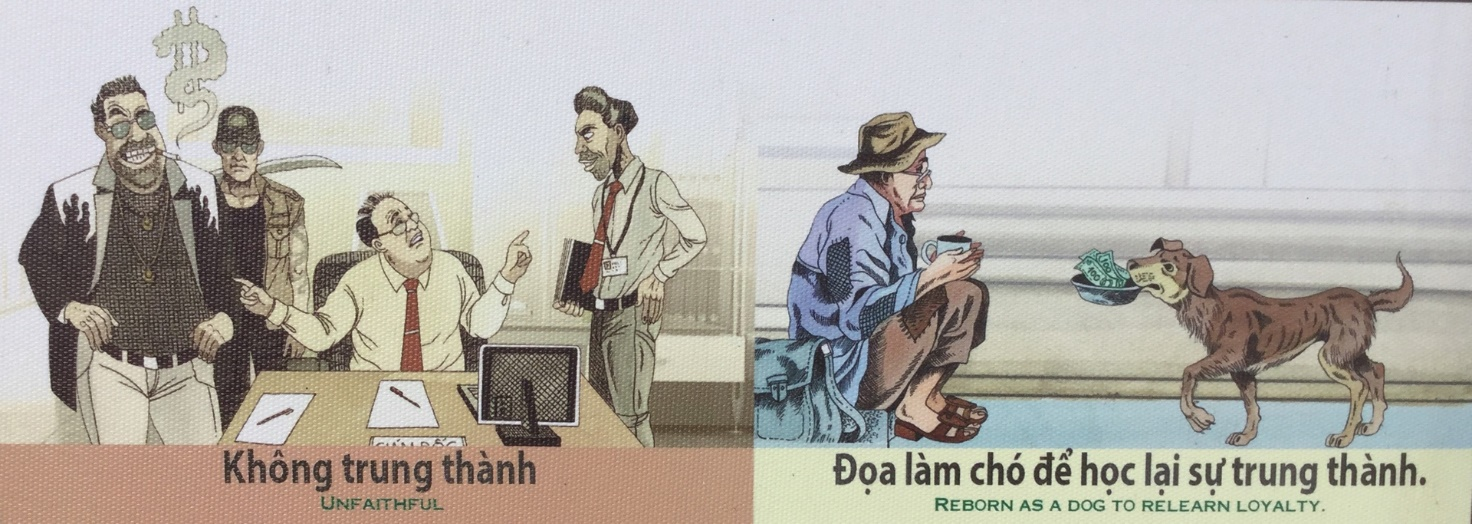 Không trung thành
UNFAITHFUL
Đọa làm chó để học lại sự trung thành.
REBORN AS A DOG TO RELEARN LOYALTY.